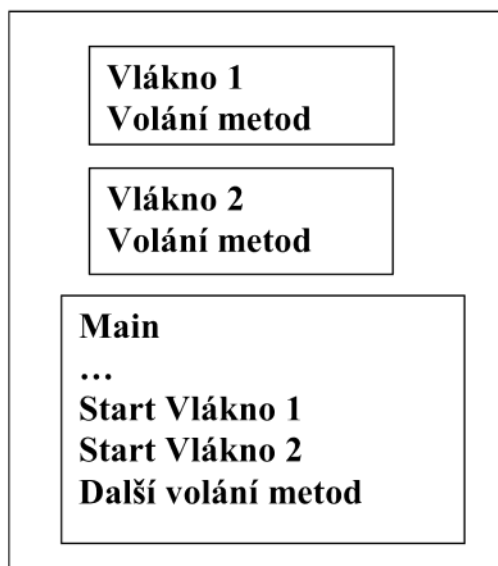 Vlákno 1
Volání metod
Vlákno 2
Volání metod
Main
…
Start Vlákno 1
Start Vlákno 2
Další volání metod